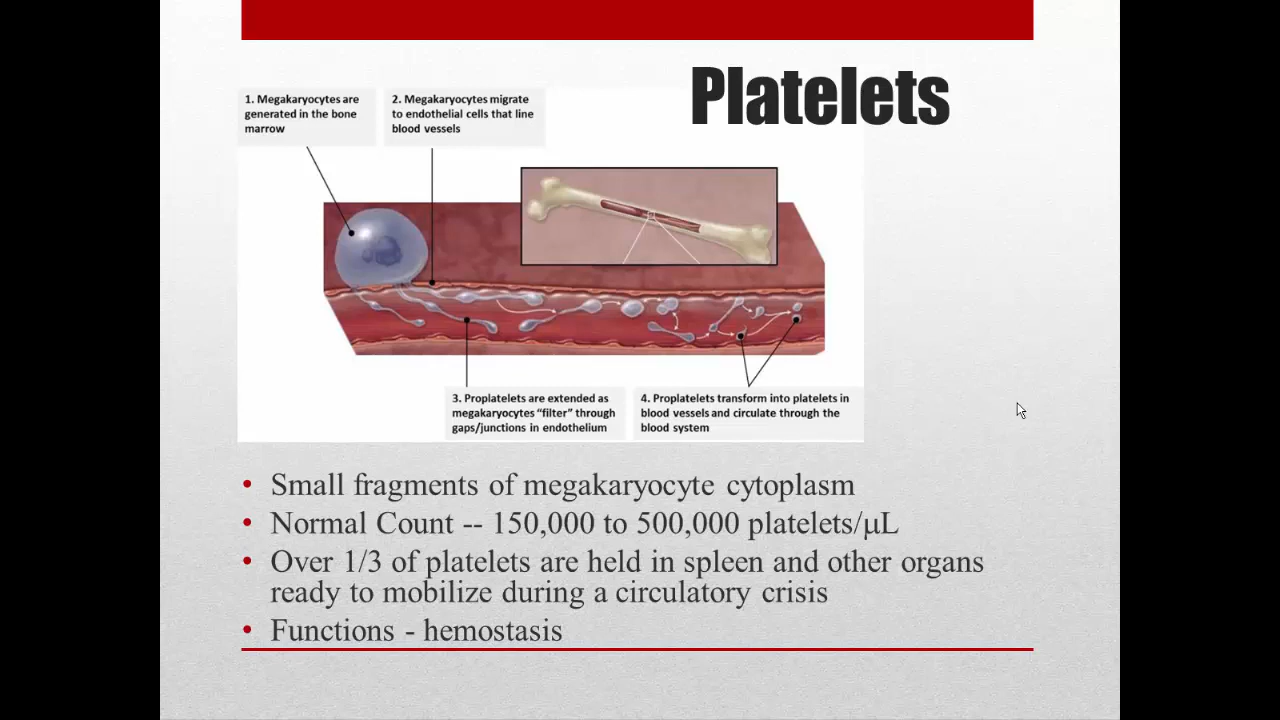 Platelets
1. Megakaryocytes are
generated in the bone
marrow
2. Megakaryocytes migrate
to endothelial cells that line
blood vessels
3. Proplatelets are extended as
megakaryocytes “filter” through
gaps/junctions in endothelium
4. Proplatelets transform into platelets in
blood vessels and circulate through the
blood system
• Small fragments of megakaryocyte cytoplasm
• Normal Count -- 150,000 to 500,000 platelets/μL
• Over 1/3 of platelets are held in spleen and other organs
ready to mobilize during a circulatory crisis
• Functions - hemostasis